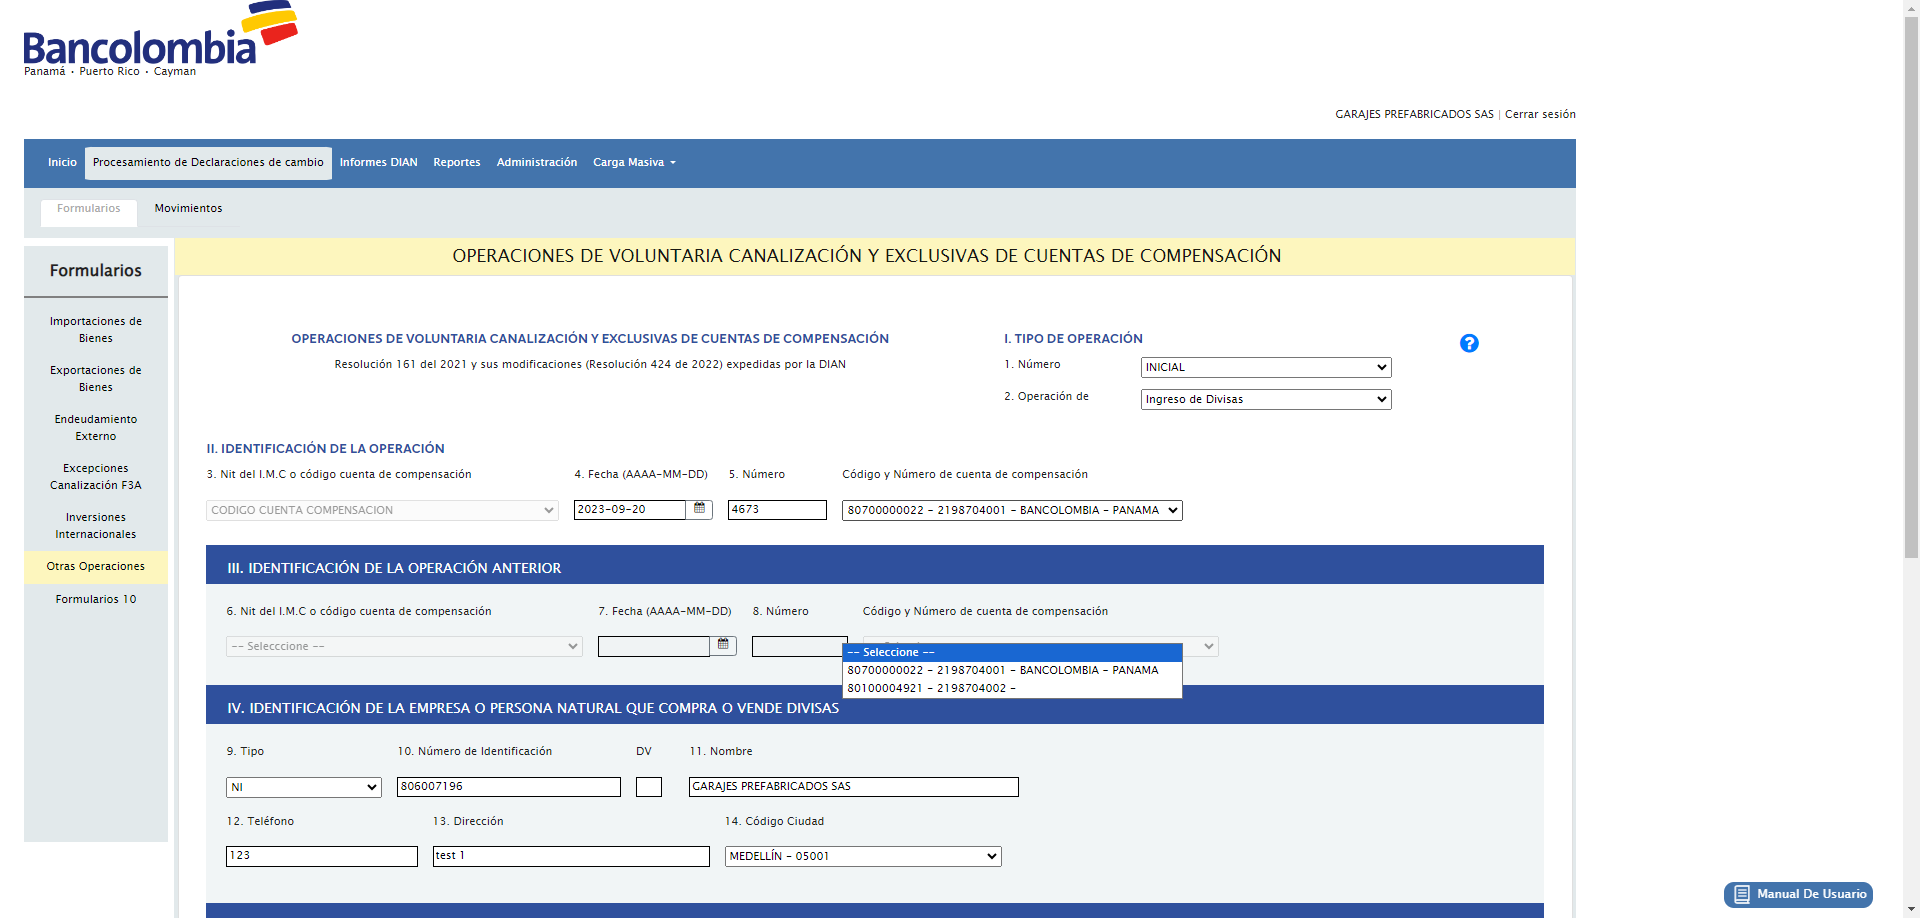 Bancolombia
Panamá · Puerto Rico · Cayman
GARAJES PREFABRICADOS SAS | Cerrar sesión
Inicio Procesamiento de Declaraciones de cambio Informes DIAN Reportes Administración Carga Masiva
Formularios Movimientos
OPERACIONES DE VOLUNTARIA CANALIZACIÓN Y EXCLUSIVAS DE CUENTAS DE COMPENSACIÓN
Formularios
Importaciones de
Bienes
Exportaciones de
Bienes
Endeudamiento
Externo
Excepciones
Canalización F3A
Inversiones
Internacionales
Otras Operaciones
Formularios 10
OPERACIONES DE VOLUNTARIA CANALIZACIÓN Y EXCLUSIVAS DE CUENTAS DE COMPENSACIÓN
Resolución 161 del 2021 y sus modificaciones (Resolución 424 de 2022) expedidas por la DIAN
I. TIPO DE OPERACIÓN
?
1. Número INICIAL
2. Operación de Ingreso de Divisas
II. IDENTIFICACIÓN DE LA OPERACIÓN
3. Nit del I.M.C o código cuenta de compensación 4. Fecha (AAAA-MM-DD) 5. Número Código y Número de cuenta de compensación
CODIGO CUENTA COMPENSACION 2023-09-20 4673 80700000022 - 2198704001 - BANCOLOMBIA - PANAMA
III. IDENTIFICACIÓN DE LA OPERACIÓN ANTERIOR
6. Nit del I.M.C o código cuenta de compensación 7. Fecha (AAAA-MM-DD) 8. Número Código y Número de cuenta de compensación
-- Selecccione --
-- Seleccione --
80700000022 - 2198704001 - BANCOLOMBIA - PANAMA
80100004921 - 2198704002 -
IV. IDENTIFICACIÓN DE LA EMPRESA O PERSONA NATURAL QUE COMPRA O VENDE DIVISAS
9. Tipo 10. Número de Identificación DV 11. Nombre
NI 806007196 GARAJES PREFABRICADOS SAS
12. Teléfono 13. Dirección 14. Código Ciudad
123 test 1 MEDELLÍN - 05001
Manual De Usuario